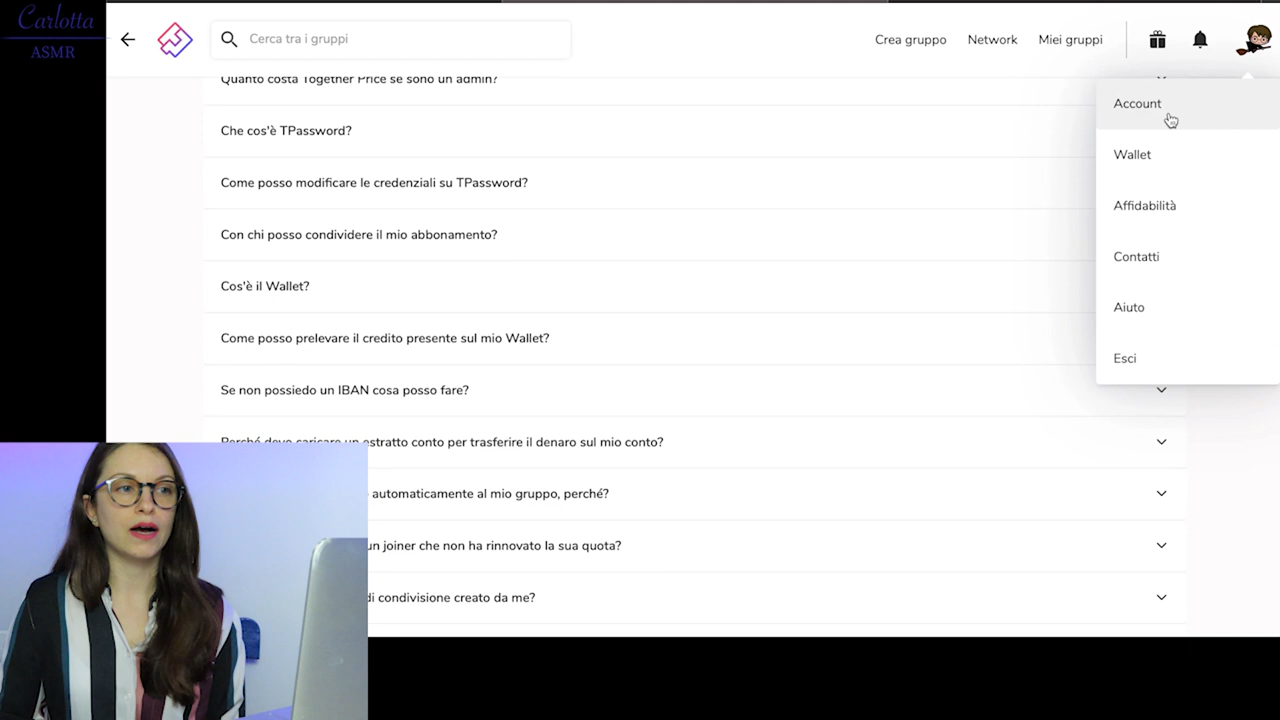 Carlotta
ASMR
Cerca tra i gruppi
Crea gruppo
Network
Miei gruppi
Quanto costa Together Price se sono un admin?
Account
Che cos'è TPassword?
Wallet
Come posso modificare le credenziali su TPassword?
Affidabilità
Con chi posso condividere il mio abbonamento?
Contatti
Cos'è il Wallet?
Aiuto
Come posso prelevare il credito presente sul mio Wallet?
Esci
Se non possiedo un IBAN cosa posso fare?
Perché devo caricare un estratto conto per trasferire il denaro sul mio conto?
automaticamente al mio gruppo, perché?
un joiner che non ha rinnovato la sua quota?
di condivisione creato da me?